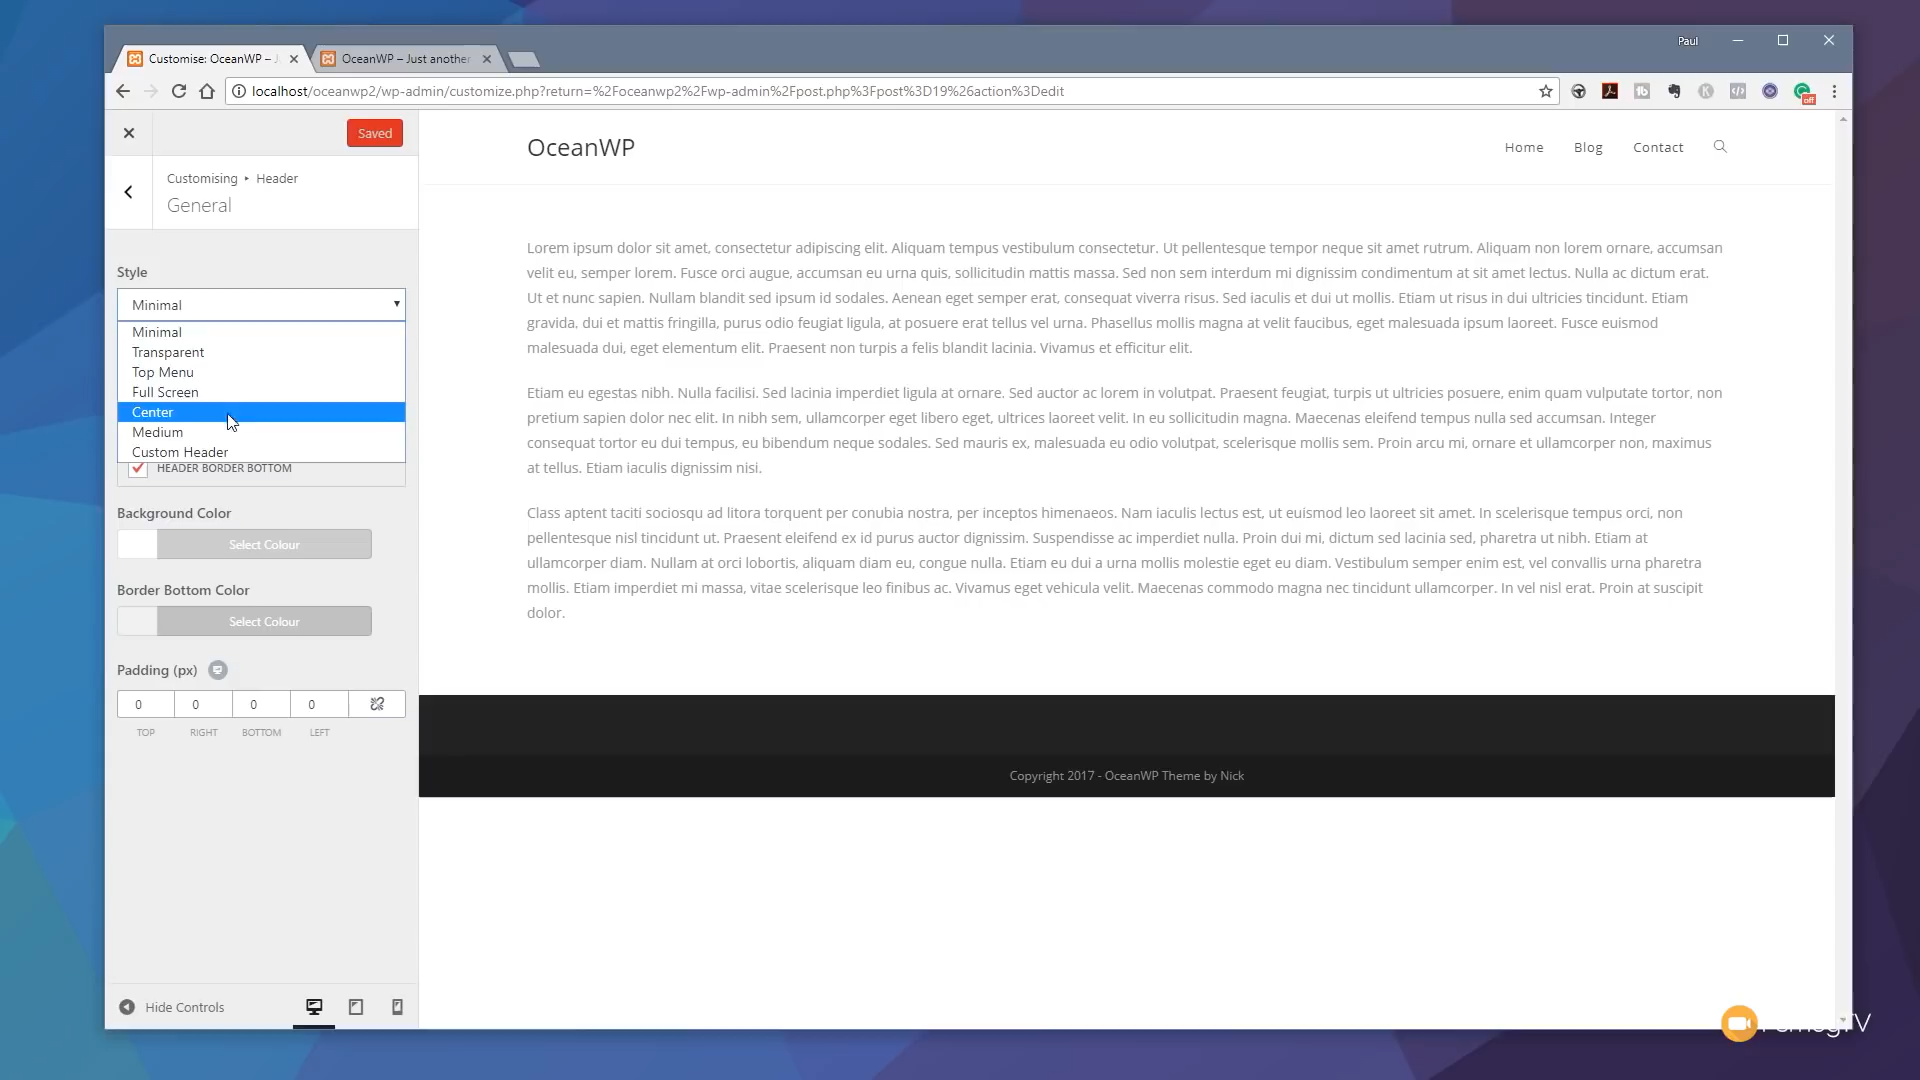 Paul
Customise: OceanWP –
OceanWP – Just another
localhost/oceanwp2/wp-admin/customize.php?return=%2Foceanwp2%2Fwp-admin%2Fpost.php%3Fpost%3D19%26action%3Dedit
off
Saved
Customising ▸ Header
General
Style
Minimal
Minimal
Transparent
Top Menu
Full Screen
Center
Medium
Custom Header
HEADER BORDER BOTTOM
Background Color
Select Colour
Border Bottom Color
Select Colour
Padding (px)
0 0 0 0
TOP RIGHT BOTTOM LEFT
Hide Controls
OceanWP
Home Blog Contact
Lorem ipsum dolor sit amet, consectetur adipiscing elit. Aliquam tempus vestibulum consectetur. Ut pellentesque tempor neque sit amet rutrum. Aliquam non lorem ornare, accumsan
velit eu, semper lorem. Fusce orci augue, accumsan eu urna quis, sollicitudin mattis massa. Sed non sem interdum mi dignissim condimentum at sit amet lectus. Nulla ac dictum erat.
Ut et nunc sapien. Nullam blandit sed ipsum id sodales. Aenean eget semper erat, consequat viverra risus. Sed iaculis et dui ut mollis. Etiam ut risus in dui ultricies tincidunt. Etiam
gravida, dui et mattis fringilla, purus odio feugiat ligula, at posuere erat tellus vel urna. Phasellus mollis magna at velit faucibus, eget malesuada ipsum laoreet. Fusce euismod
malesuada dui, eget elementum elit. Praesent non turpis a felis blandit lacinia. Vivamus et efficitur elit.
Etiam eu egestas nibh. Nulla facilisi. Sed lacinia imperdiet ligula at ornare. Sed auctor ac lorem in volutpat. Praesent feugiat, turpis ut ultricies posuere, enim quam vulputate tortor, non
pretium sapien dolor nec elit. In nibh sem, ullamcorper eget libero eget, ultrices laoreet velit. In eu sollicitudin magna. Maecenas eleifend tempus nulla sed accumsan. Integer
consequat tortor eu dui tempus, eu bibendum neque sodales. Sed mauris ex, malesuada eu odio volutpat, scelerisque mollis sem. Proin arcu mi, ornare et ullamcorper non, maximus
at tellus. Etiam iaculis dignissim nisi.
Class aptent taciti sociosqu ad litora torquent per conubia nostra, per inceptos himenaeos. Nam iaculis lectus est, ut euismod leo laoreet sit amet. In scelerisque tempus orci, non
pellentesque nisl tincidunt ut. Praesent eleifend ex id purus auctor dignissim. Suspendisse ac imperdiet nulla. Proin dui mi, dictum sed lacinia sed, pharetra ut nibh. Etiam at
ullamcorper diam. Nullam at orci lobortis, aliquam diam eu, congue nulla. Etiam eu dui a urna mollis molestie eget eu diam. Vestibulum semper enim est, vel convallis urna pharetra
mollis. Etiam imperdiet mi massa, vitae scelerisque leo finibus ac. Vivamus eget vehicula velit. Maecenas commodo magna nec tincidunt ullamcorper. In vel nisl erat. Proin at suscipit
dolor.
Copyright 2017 - OceanWP Theme by Nick